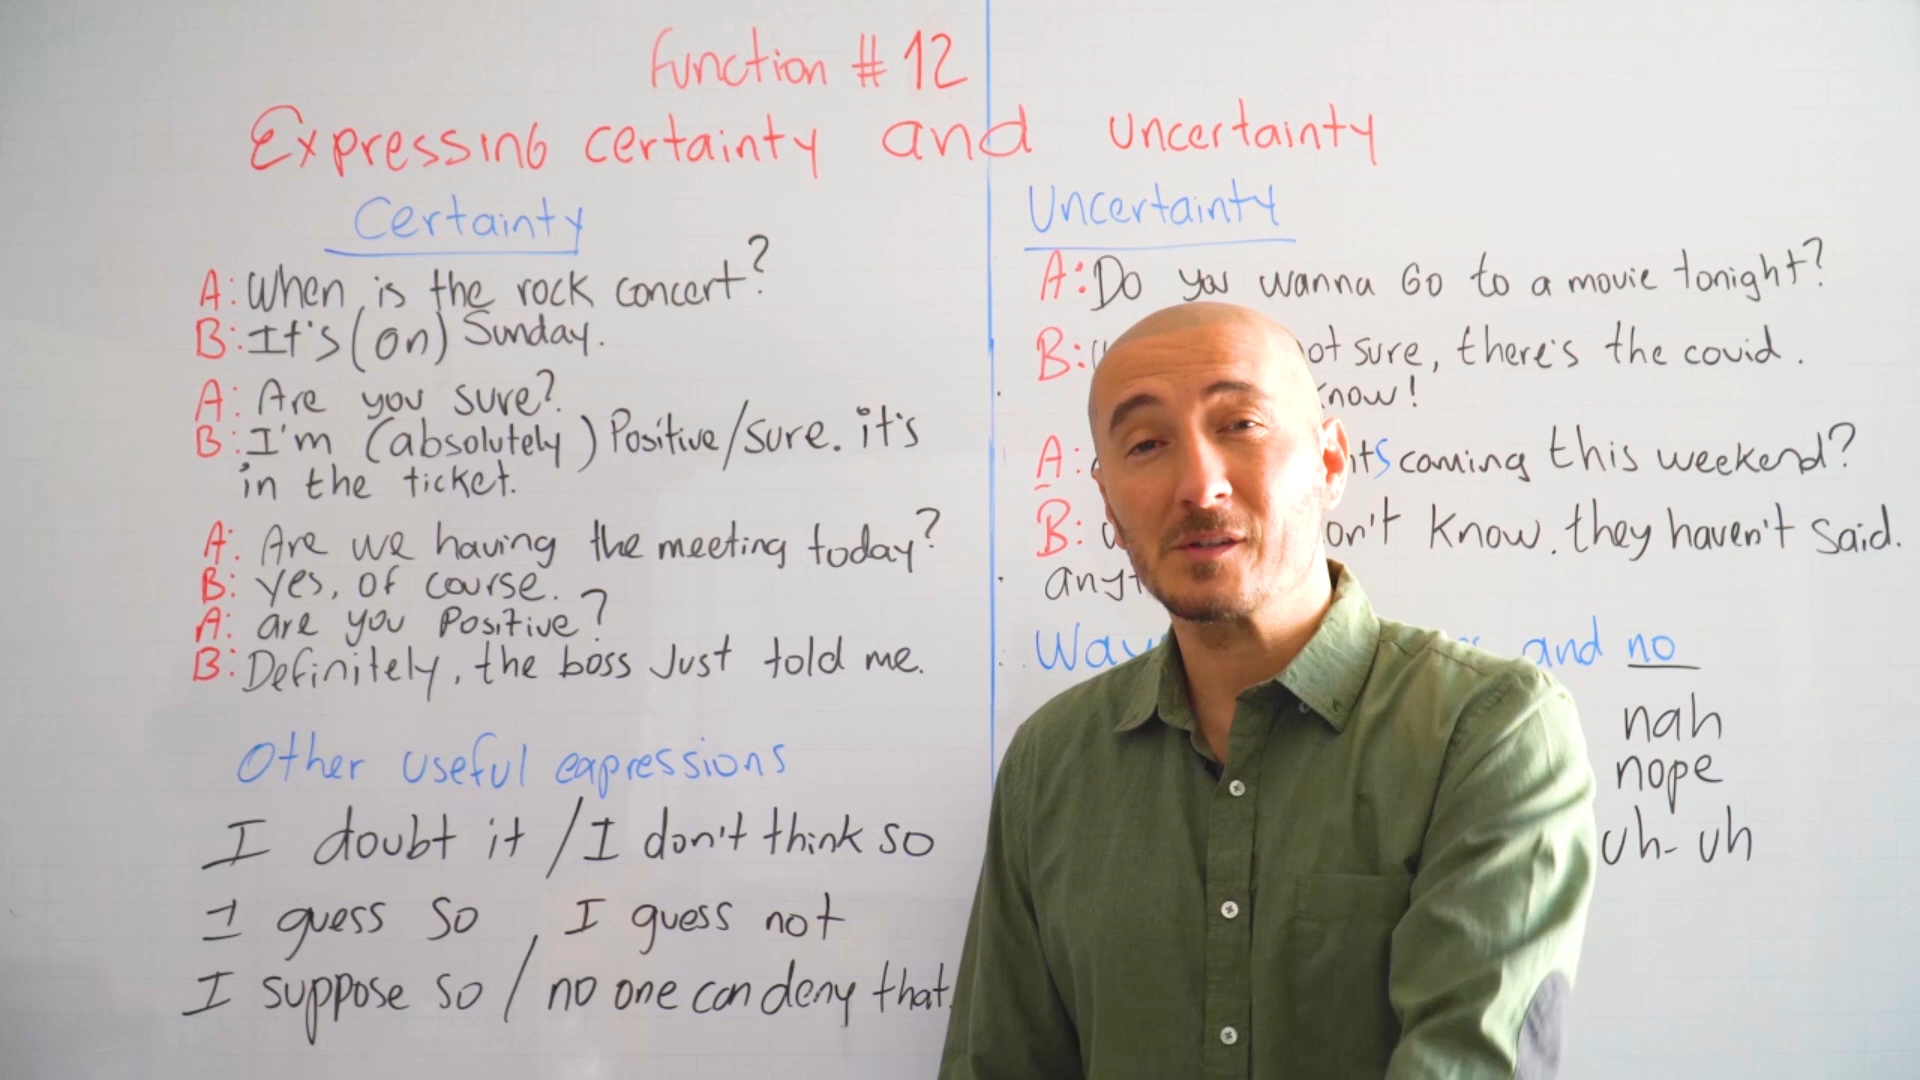 Function # 12
Expressing certainty and uncertainty
Certainty
A: When is the rock concert?
B: It's (on) Sunday.
A: Are you sure?
B: I'm (absolutely) Positive/sure. it's
in the ticket.
A: Are we having the meeting today?
B: yes, of course.
A: are you Positive?
B: Definitely, the boss Just told me.
Other useful expressions
I doubt it / I don't think so
I guess so I guess not
I suppose so / no one can deny that.
Uncertainty
A: Do you wanna Go to a movie tonight?
B: sure, there's the covid.
A: coming this weekend?
B: know. they haven't said.
and no
nah
nope
uh-uh